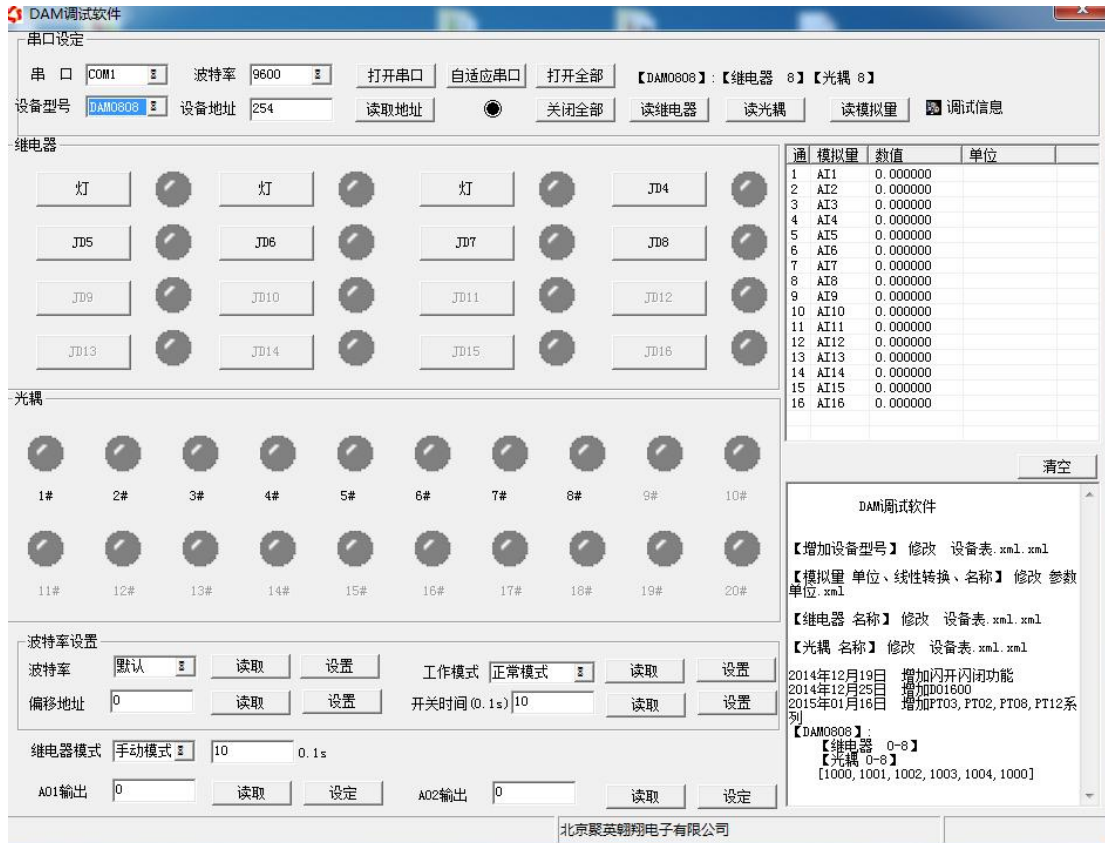 DAM调试软件
串口设定
串 口 COM1 波特率 9600 打开串口 自适应串口 打开全部 【DAM0808】:【继电器 8】【光耦 8】
设备型号 DAM0808 设备地址 254 读取地址 关闭全部 读继电器 读光耦 读模拟量 调试信息
继电器
灯 灯 灯 JD4
JD5 JD6 JD7 JD8
JD9 JD10 JD11 JD12
JD13 JD14 JD15 JD16
光耦
1# 2# 3# 4# 5# 6# 7# 8# 9# 10#
11# 12# 13# 14# 15# 16# 17# 18# 19# 20#
波特率设置
波特率 默认 读取 设置 工作模式 正常模式 读取 设置
偏移地址 0 读取 设置 开关时间(0.1s) 10 读取 设置
继电器模式 手动模式 10 0.1s
AO1输出 0 读取 设定 AO2输出 0 读取 设定
通 模拟量 数值 单位
1 AI1 0.000000
2 AI2 0.000000
3 AI3 0.000000
4 AI4 0.000000
5 AI5 0.000000
6 AI6 0.000000
7 AI7 0.000000
8 AI8 0.000000
9 AI9 0.000000
10 AI10 0.000000
11 AI11 0.000000
12 AI12 0.000000
13 AI13 0.000000
14 AI14 0.000000
15 AI15 0.000000
16 AI16 0.000000
清空
DAM调试软件
【增加设备型号】 修改 设备表.xml.xml
【模拟量 单位、线性转换、名称】 修改 参数
单位.xml
【继电器 名称】 修改 设备表.xml.xml
【光耦 名称】 修改 设备表.xml.xml
2014年12月19日 增加闪开闪闭功能
2014年12月25日 增加DO1600
2015年01月16日 增加PT03,PT02,PT08,PT12系
列
【DAM0808】:
【继电器 0-8】
【光耦 0-8】
[1000,1001,1002,1003,1004,1000]
北京聚英翱翔电子有限公司